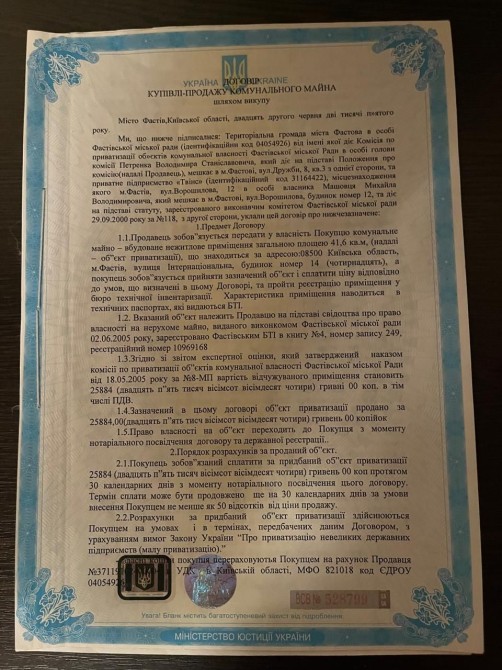 УКРАЇНА UKRAINE
ДОГОВІР
КУПІВЛІ-ПРОДАЖУ КОМУНАЛЬНОГО МАЙНА
шляхом викупу
Місто Фастів,Київської області, двадцять другого червня дві тисячі п»ятого
року.
Ми, що нижче підписалися: Територіальна громада міста Фастова в особі
Фастівської міської ради (ідентифікаційний код 04054926) від імені якої діє Комісія по
приватизації об»єктів комунальної власності Фастівської міської Ради в особі голови
комісії Петренка Володимира Станіславовича, який діє на підставі Положення про
комісію(надалі Продавець), мешкає в м.Фастові, вул.Дружби, 8,кв.3 з однієї сторони, та
приватне підприємство «Твінс» (ідентифікаційний код 31164422), місцезнаходження
якого м.Фастів, вул.Ворошилова, 12 в особі власника Машовця Михайла
Володимировича, який мешкає м.Фастів, вул.Ворошилова, будинок номер 12, та діє
на підставі статуту, зареєстрованого виконавчим комітетом Фастівської міської ради
29.09.2000 року за №118, з другої сторони, уклали цей договір про нижчезазначене:
1.Предмет Договору
1.1.Продавець зобов"язується передати у власність Покупцю комунальне
майно – вбудоване нежитлове приміщення загальною площею 41,6 кв.м, (надалі
– об"єкт приватизації), що знаходиться за адресою:08500 Київська область,
м.Фастів, вулиця Інтернаціональна, будинок номер 14 (чотирнадцять), а
покупець зобов"язується прийняти зазначений об"єкт і сплатити ціну відповідно
до умов, що визначені в цьому Договорі, та пройти реєстрацію приміщення у
бюро технічної інвентаризації. Характеристика приміщення наводиться в
технічних паспортах, які видаються БТІ.
1.2. Вказаний об"єкт належить Продавцю на підставі свідоцтва про право
власності на нерухоме майно, виданого виконкомом Фастівської міської ради
02.06.2005 року, зареєстровано Фастівським БТІ в книгу №4, номер запису 249,
реєстраційний номер 10969168
1.3.Згідно зі звітом експертної оцінки, який затверджений наказом
комісії по приватизації об"єктів комунальної власності Фастівської міської Ради
від 18.05.2005 року за №8-МП вартість відчужуваного приміщення становить
25884 (двадцять п"ять тисяч вісімсот вісімдесят чотири) гривні 00 коп. в тім
числі ПДВ.
1.4.Зазначений в цьому договорі об"єкт приватизації продано за
25884,00(двадцять п"ять тисяч вісімсот вісімдесят чотири) гривень 00 копійок
1.5.Право власності на об"єкт переходить до Покупця з моменту
нотаріального посвідчення договору та державної реєстрації..
2.Порядок розрахунків за проданий об"єкт.
2.1.Покупець зобов"язаний сплатити за придбаний об"єкт приватизації
25884 (двадцять п"ять тисяч вісімсот вісімдесят чотири) гривень 00 коп протягом
30 календарних днів з моменту нотаріального посвідчення цього договору.
Термін сплати може бути продовжено ще на 30 календарних днів за умови
внесення Покупцем не менше як 50 відсотків від ціни продажу.
2.2.Розрахунки за придбаний об"єкт приватизації здійснюються
Покупцем на умовах і в термінах, передбачених даним Договором, з
урахуванням вимог Закону України "Про приватизацію невеликих державних
підприємств (малу приватизацію)."
покупця перераховуються Покупцем на рахунок Продавця
УДК Київській області, МФО 821018 код ЄДРОУ
04054926
ВСВ №
Увага! Бланк містить багатоступеневий захист від підроблення.
МІНІСТЕРСТВО ЮСТИЦІЇ УКРАЇНИ